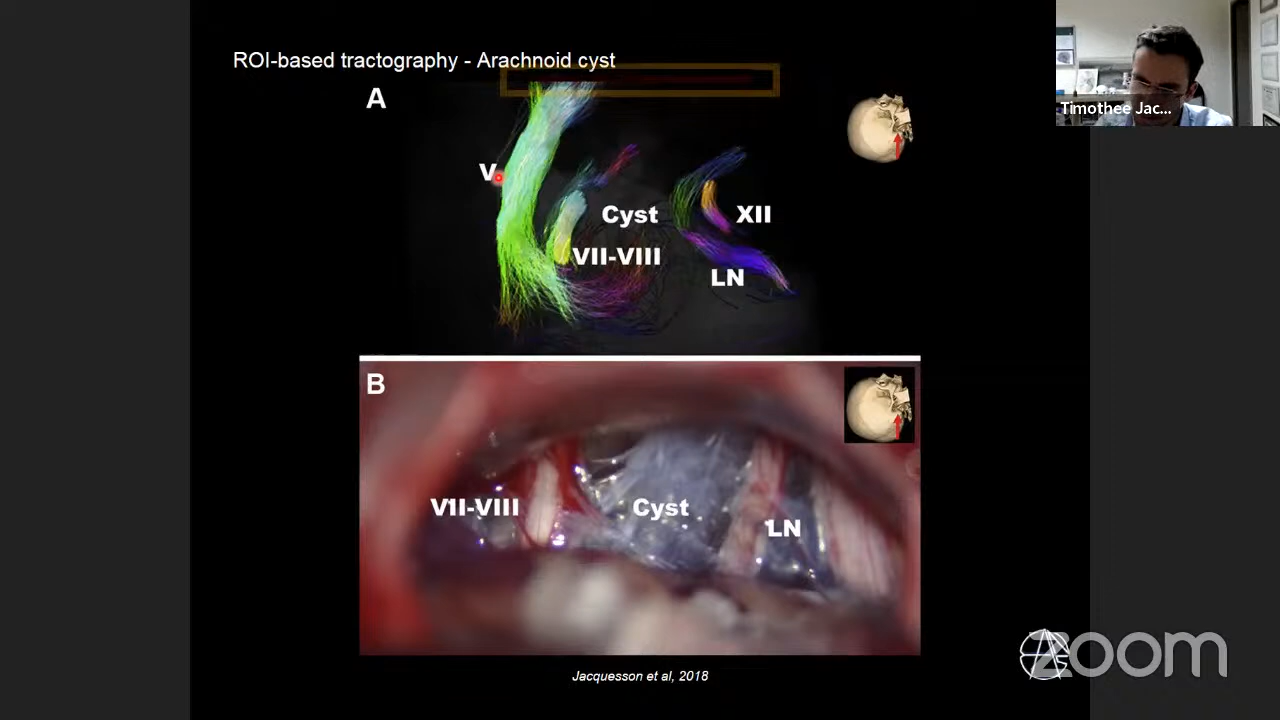 ROI-based tractography - Arachnoid cyst
A
V
Cyst
XII
VII-VIII
LN
Timothee Jac...
B
VII-VIII
Cyst
LN
Jacquesson et al, 2018
zoom